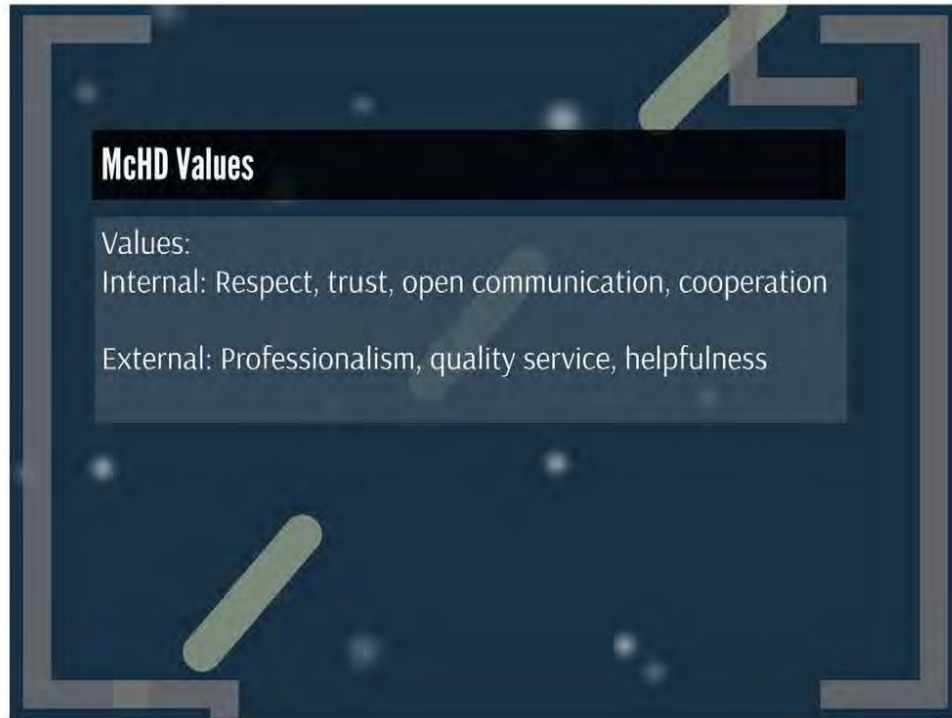 McHD Values
Values:
Internal: Respect, trust, open communication, cooperation
External: Professionalism, quality service, helpfulness